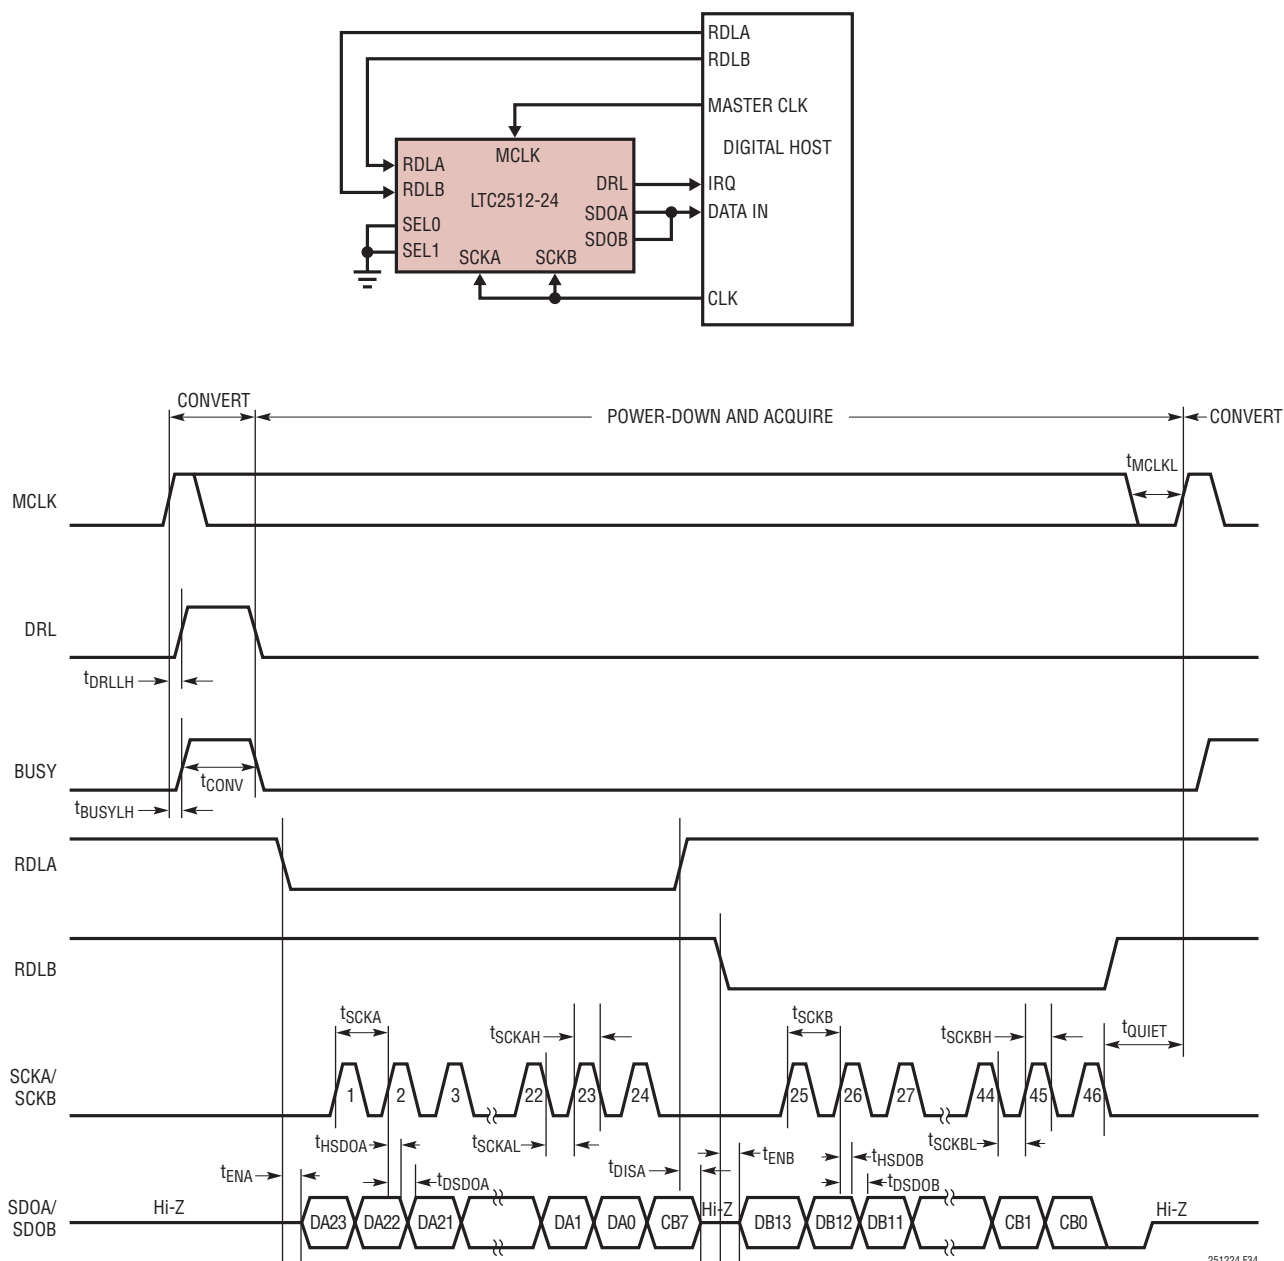 RDLA
RDLB
MASTER CLK
DIGITAL HOST
IRQ
DATA IN
CLK
RDLA
RDLB
SEL0
SEL1
MCLK
LTC2512-24
DRL
SDOA
SDOB
SCKA
SCKB
CONVERT
POWER-DOWN AND ACQUIRE
CONVERT
MCLK
tMCLKL
DRL
tDRLLH
BUSY
tCONV
tBUSYLH
RDLA
RDLB
tSCKA
tSCKAH
tSCKB
tSCKBH
tQUIET
SCKA/
SCKB
1 2 3 22 23 24 25 26 27 44 45 46
tHSDOA
tSCKAL
tENB
tHSDOB
tSCKBL
tENA
tDSDOA
tDISA
tDSDOB
SDOA/
SDOB
Hi-Z DA23 DA22 DA21 DA1 DA0 CB7 Hi-Z DB13 DB12 DB11 CB1 CB0 Hi-Z
251224 F34